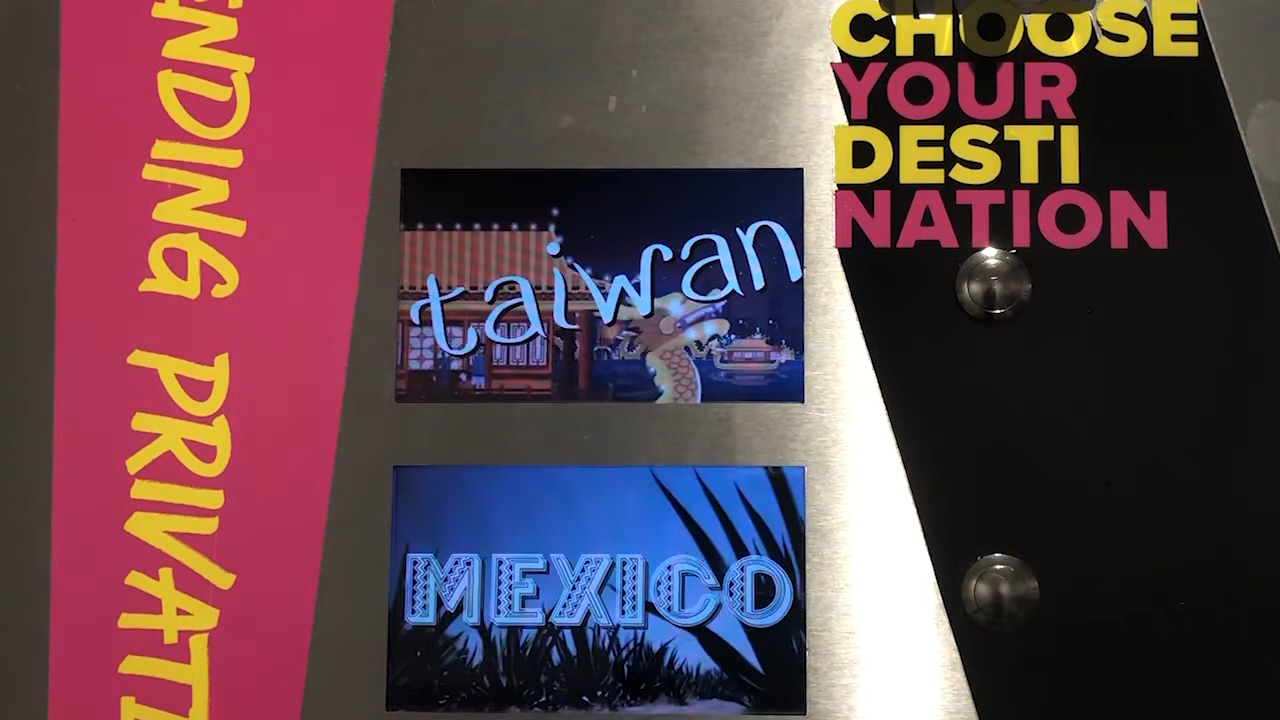 NDING PRIVAT
taiwan
MEXICO
CHOOSE
YOUR
DESTI
NATION